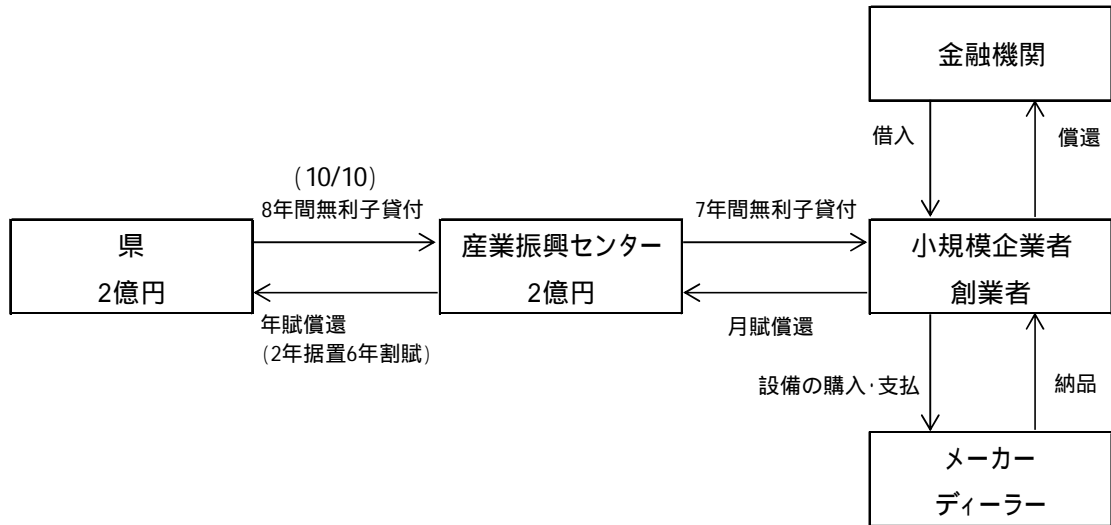 金融機関
借入
償還
(10/10)
8年間無利子貸付
7年間無利子貸付
県
2億円
産業振興センター
2億円
小規模企業者
創業者
年賦償還
(2年据置6年割賦)
月賦償還
設備の購入・支払
納品
メーカー
ディーラー